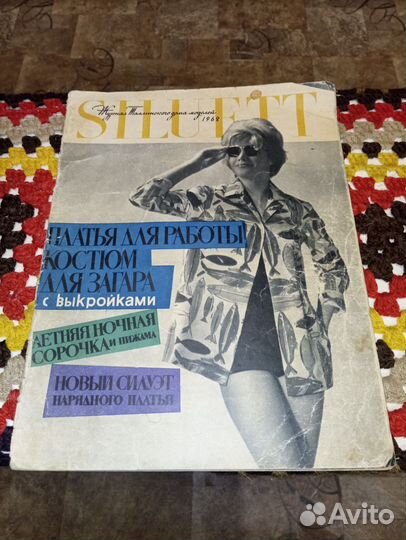 SILUETT
Журнал Таллинского дома моделей
1968
ПЛАТЬЯ ДЛЯ РАБОТЫ
КОСТЮМ
ДЛЯ ЗАГАРА
с выкройками
ЛЕТНЯЯ НОЧНАЯ
СОРОЧКА И ПИЖАМА
НОВЫЙ СИЛУЭТ
НАРЯДНОГО ПЛАТЬЯ
Avito